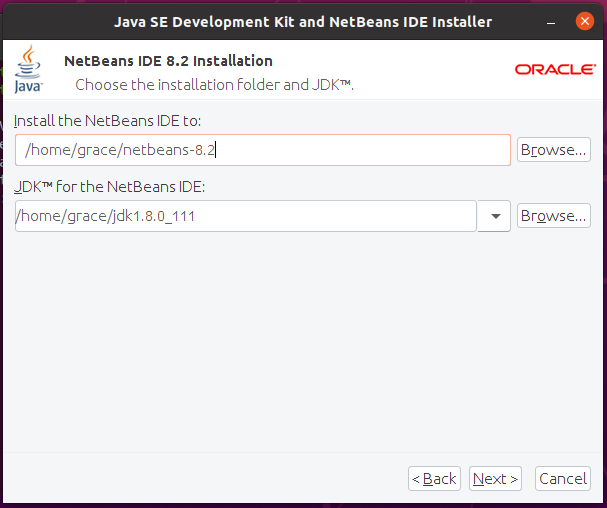 Java SE Development Kit and NetBeans IDE Installer
NetBeans IDE 8.2 Installation
Choose the installation folder and JDK™.
Java™
ORACLE®
Install the NetBeans IDE to:
/home/grace/netbeans-8.2
Browse...
JDK™ for the NetBeans IDE:
/home/grace/jdk1.8.0_111
Browse...
< Back
Next >
Cancel